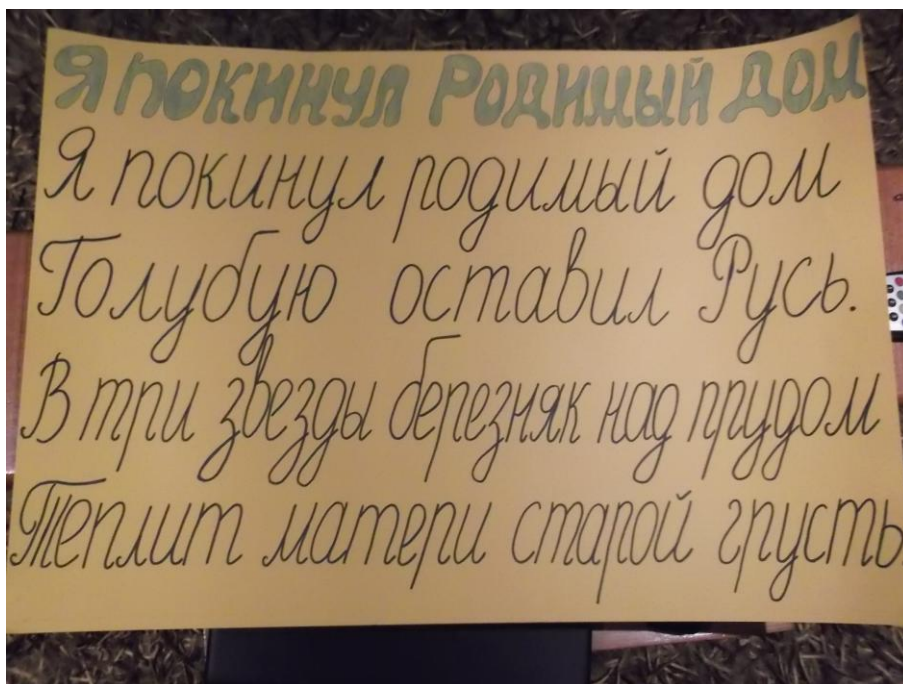 Я покинул Родимый Дом
Я покинул родимый дом
Голубую оставил Русь.
В три звезды березняк над прудом
Теплит матери старой грусть.